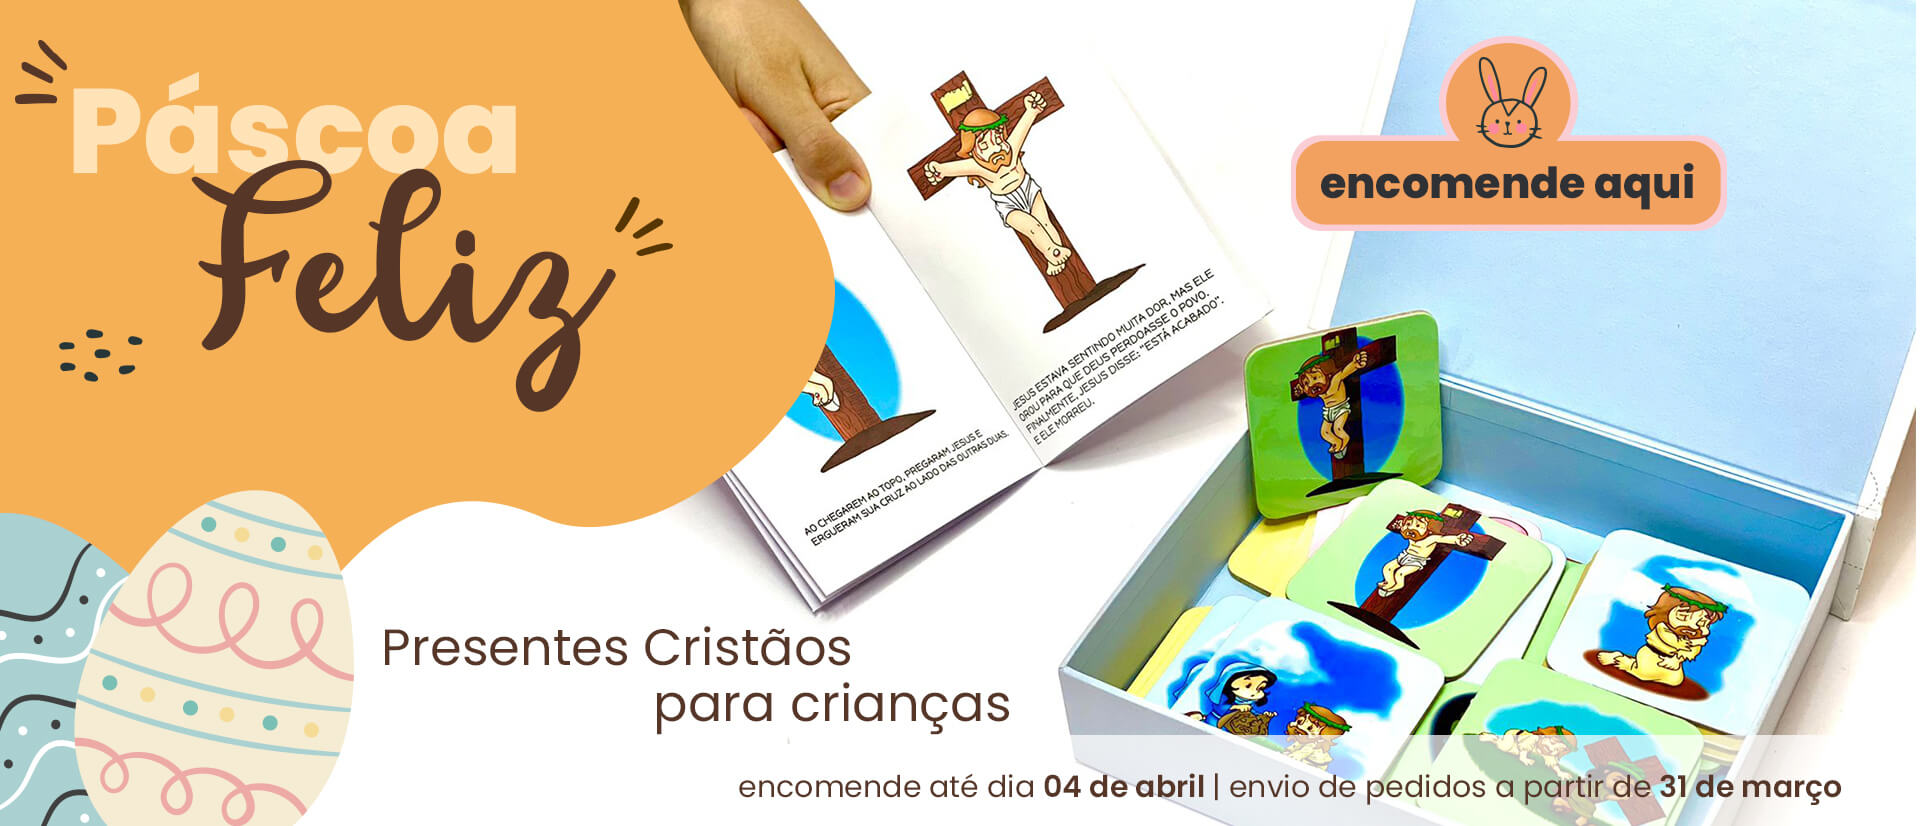 Páscoa
Feliz
encomende aqui
AO CHEGAREM AO TOPO, PREGARAM JESUS E
ERGUERAM SUA CRUZ AO LADO DAS OUTRAS DUAS.
JESUS ESTAVA SENTINDO MUITA DOR, MAS ELE
OROU PARA QUE DEUS PERDOASSE O POVO.
FINALMENTE, JESUS DISSE: "ESTÁ ACABADO".
E ELE MORREU.
Presentes Cristãos
para crianças
encomende até dia 04 de abril | envio de pedidos a partir de 31 de março